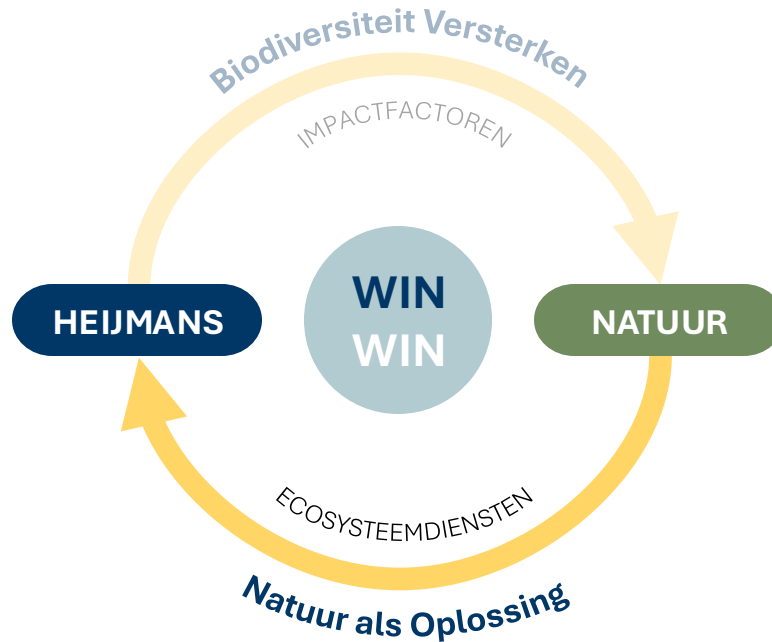 Biodiversiteit Versterken
IMPACTFACTOREN
HEIJMANS
WIN
WIN
NATUUR
ECOSYSTEEMDIENSTEN
Natuur als Oplossing